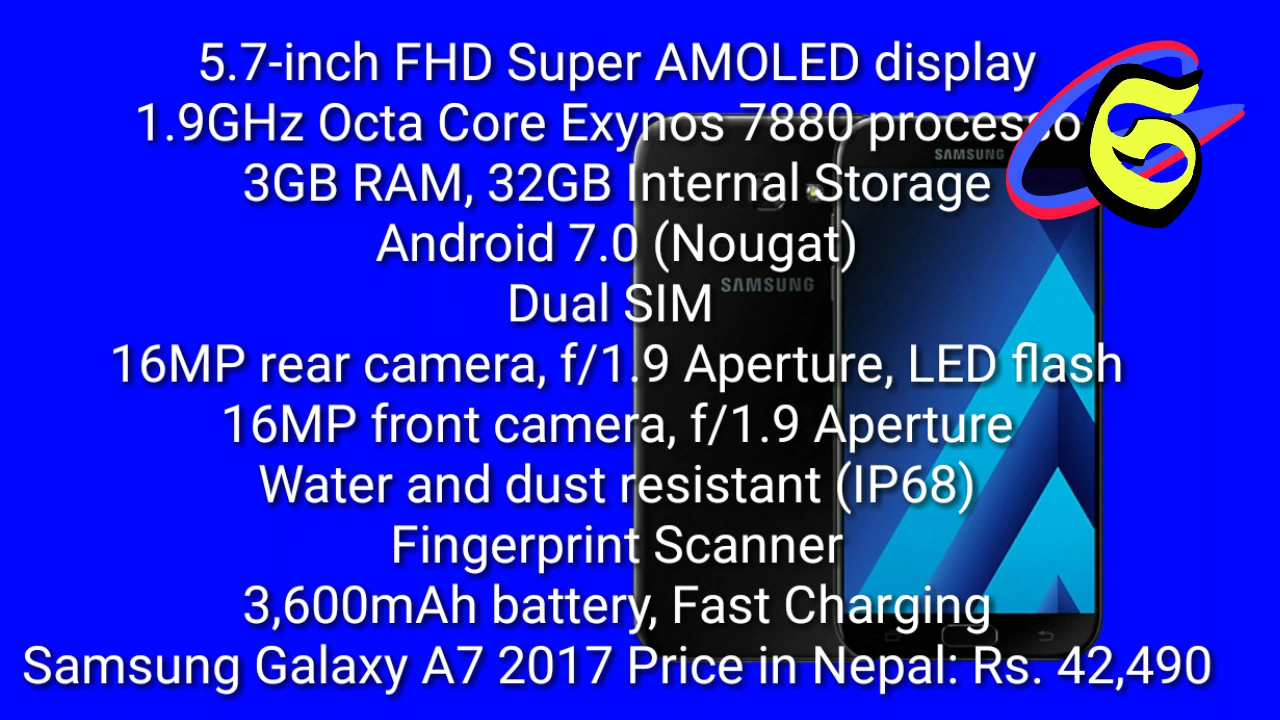 5.7-inch FHD Super AMOLED display
1.9GHz Octa Core Exynos 7880 processo
3GB RAM, 32GB Internal Storage
Android 7.0 (Nougat)
Dual SIM
16MP rear camera, f/1.9 Aperture, LED flash
16MP front camera, f/1.9 Aperture
Water and dust resistant (IP68)
Fingerprint Scanner
3,600mAh battery, Fast Charging
Samsung Galaxy A7 2017 Price in Nepal: Rs. 42,490
SAMSUNG
SAMSUNG
S